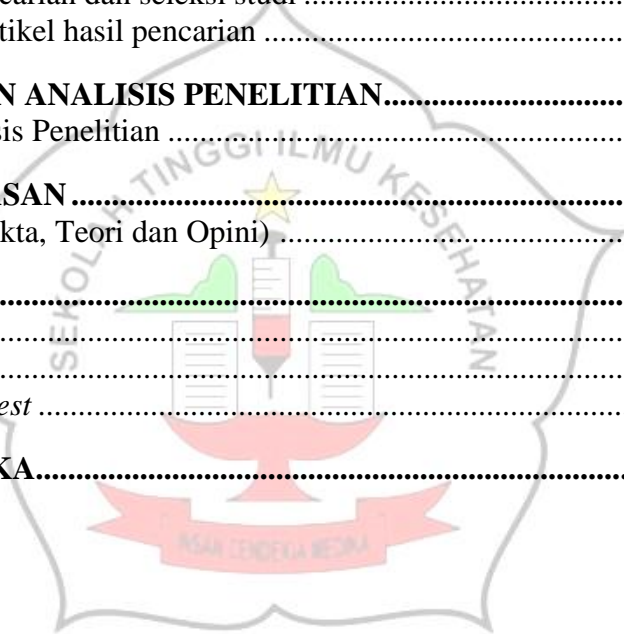 carian dan seleksi studi ........................................................
tikel hasil pencarian ........................................................
N ANALISIS PENELITIAN........................................
sis Penelitian ........................................................
SAN ........................................................
kta, Teori dan Opini) ........................................................
........................................................
........................................................
........................................................
est ........................................................
KA........................................................
SEKOLAH TINGGI ILMU KESEHATAN
INSAN CENDEKIA MEDIKA